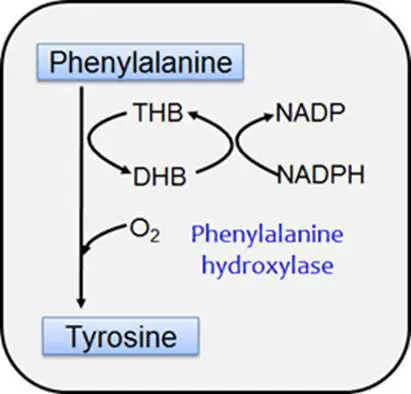 Phenylalanine
THB NADP
DHB NADPH
O₂
Phenylalanine
hydroxylase
Tyrosine